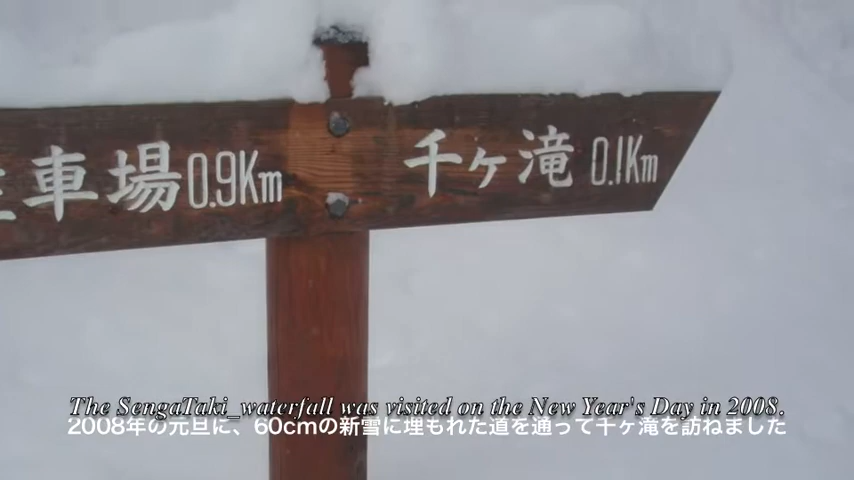 車場 0.9Km
千ヶ滝 0.1Km
The SengaTaki_waterfall was visited on the New Year's Day in 2008.
2008年の元旦に、60cmの新雪に埋もれた道を通って千ヶ滝を訪ねました